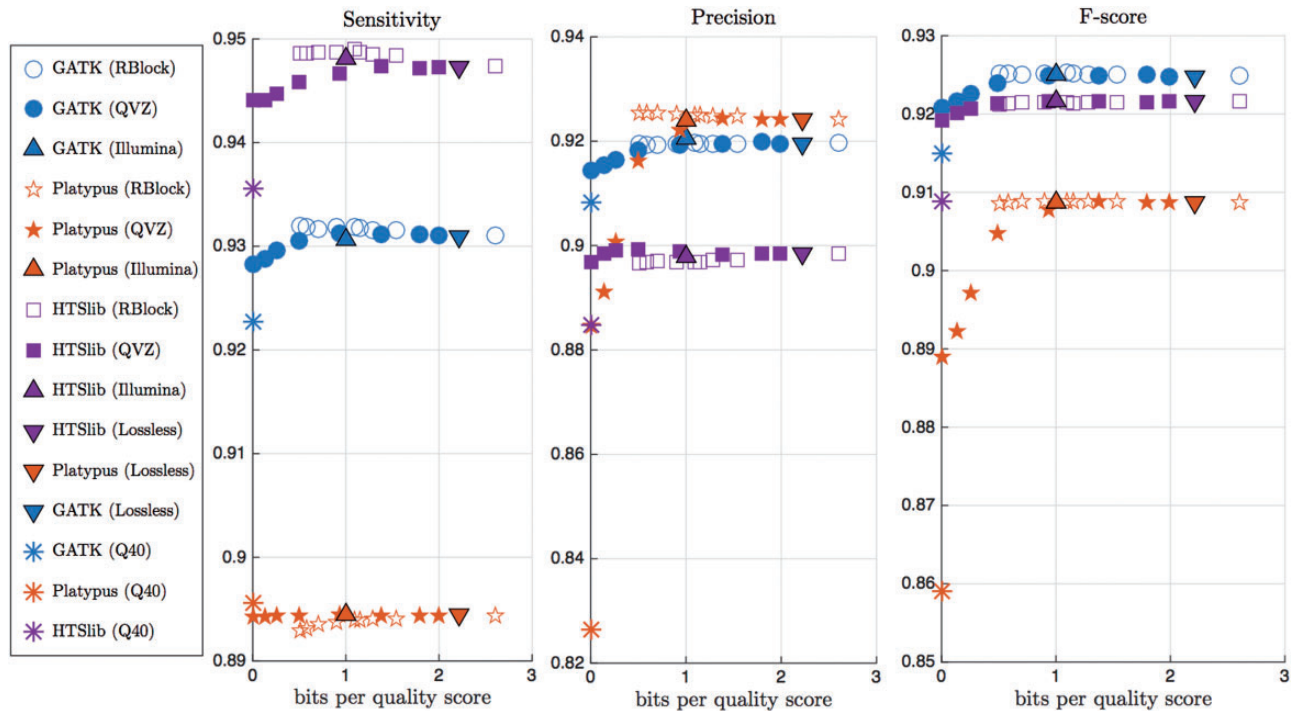 Sensitivity
Precision
F-score
GATK (RBlock)
GATK (QVZ)
GATK (Illumina)
Platypus (RBlock)
Platypus (QVZ)
Platypus (Illumina)
HTSlib (RBlock)
HTSlib (QVZ)
HTSlib (Illumina)
HTSlib (Lossless)
Platypus (Lossless)
GATK (Lossless)
GATK (Q40)
Platypus (Q40)
HTSlib (Q40)
0.95
0.94
0.93
0.92
0.91
0.9
0.89
0 1 2 3
bits per quality score
0.94
0.92
0.9
0.88
0.86
0.84
0.82
0 1 2 3
bits per quality score
0.93
0.92
0.91
0.9
0.89
0.88
0.87
0.86
0.85
0 1 2 3
bits per quality score